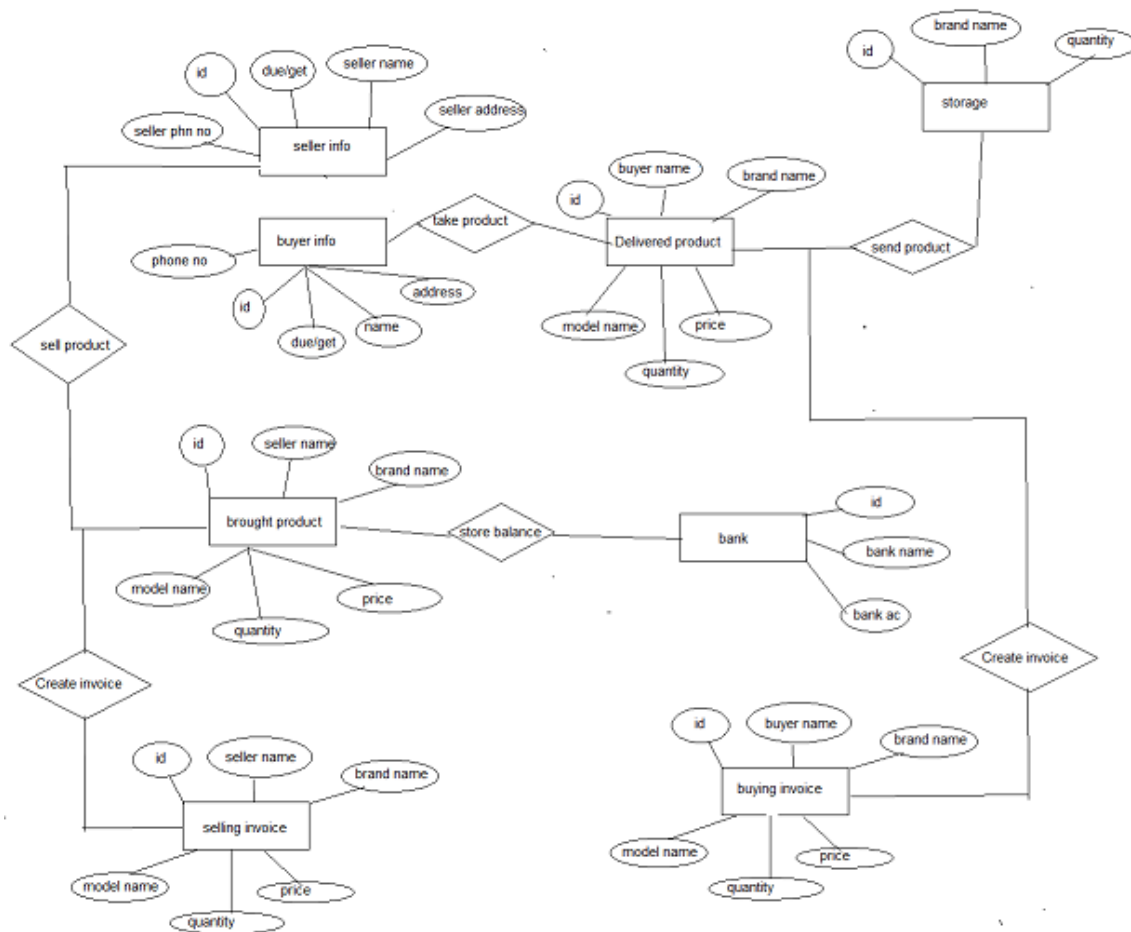 brand name
id
quantity
storage
seller name
due/get
id
seller address
seller phn no
seller info
buyer name
brand name
id
take product
Delivered product
send product
buyer info
phone no
address
id
name
due/get
model name
price
quantity
sell product
id
seller name
brand name
brought product
store balance
bank
id
bank name
bank ac
model name
price
quantity
Create invoice
Create invoice
id
seller name
brand name
selling invoice
model name
price
quantity
id
buyer name
brand name
buying invoice
model name
price
quantity